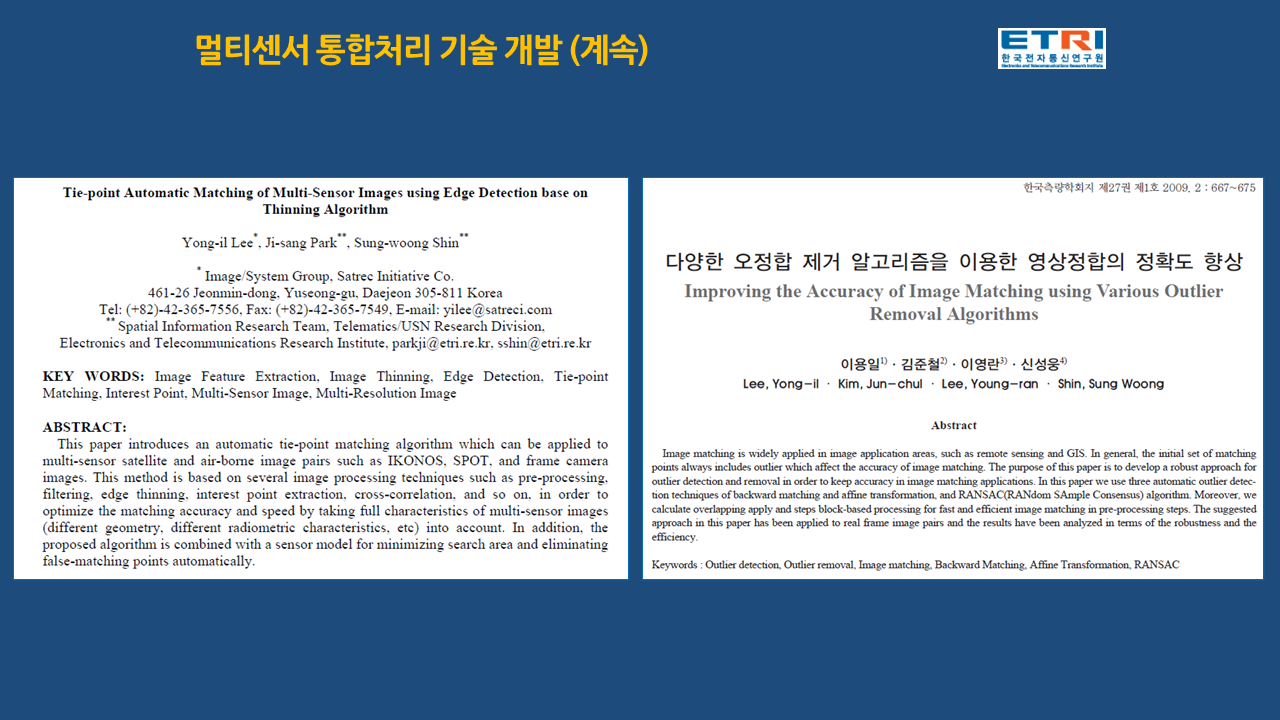 멀티센서 통합처리 기술 개발 (계속)
ETRI
한국전자통신연구원
Electronics and Telecommunications Research Institute
Tie-point Automatic Matching of Multi-Sensor Images using Edge Detection base on
Thinning Algorithm
Yong-il Lee*, Ji-sang Park**, Sung-woong Shin**
* Image/System Group, Satrec Initiative Co.
461-26 Jeonmin-dong, Yuseong-gu, Daejeon 305-811 Korea
Tel: (+82)-42-365-7556, Fax: (+82)-42-365-7549, E-mail: yilee@satreci.com
** Spatial Information Research Team, Telematics/USN Research Division,
Electronics and Telecommunications Research Institute, parkji@etri.re.kr, sshin@etri.re.kr
KEY WORDS: Image Feature Extraction, Image Thinning, Edge Detection, Tie-point
Matching, Interest Point, Multi-Sensor Image, Multi-Resolution Image
ABSTRACT:
This paper introduces an automatic tie-point matching algorithm which can be applied to
multi-sensor satellite and air-borne image pairs such as IKONOS, SPOT, and frame camera
images. This method is based on several image processing techniques such as pre-processing,
filtering, edge thinning, interest point extraction, cross-correlation, and so on, in order to
optimize the matching accuracy and speed by taking full characteristics of multi-sensor images
(different geometry, different radiometric characteristics, etc) into account. In addition, the
proposed algorithm is combined with a sensor model for minimizing search area and eliminating
false-matching points automatically.
한국측량학회지 제27권 제1호 2009. 2 : 667~675
다양한 오정합 제거 알고리즘을 이용한 영상정합의 정확도 향상
Improving the Accuracy of Image Matching using Various Outlier
Removal Algorithms
이용일1) · 김준철2) · 이영란3) · 신성웅4)
Lee, Yong-il · Kim, Jun-chul · Lee, Young-ran · Shin, Sung Woong
Abstract
Image matching is widely applied in image application areas, such as remote sensing and GIS. In general, the initial set of matching
points always includes outlier which affect the accuracy of image matching. The purpose of this paper is to develop a robust approach for
outlier detection and removal in order to keep accuracy in image matching applications. In this paper we use three automatic outlier detec-
tion techniques of backward matching and affine transformation, and RANSAC(RANdom SAmple Consensus) algorithm. Moreover, we
calculate overlapping apply and steps block-based processing for fast and efficient image matching in pre-processing steps. The suggested
approach in this paper has been applied to real frame image pairs and the results have been analyzed in terms of the robustness and the
efficiency.
Keywords : Outlier detection, Outlier removal, Image matching, Backward Matching, Affine Transformation, RANSAC